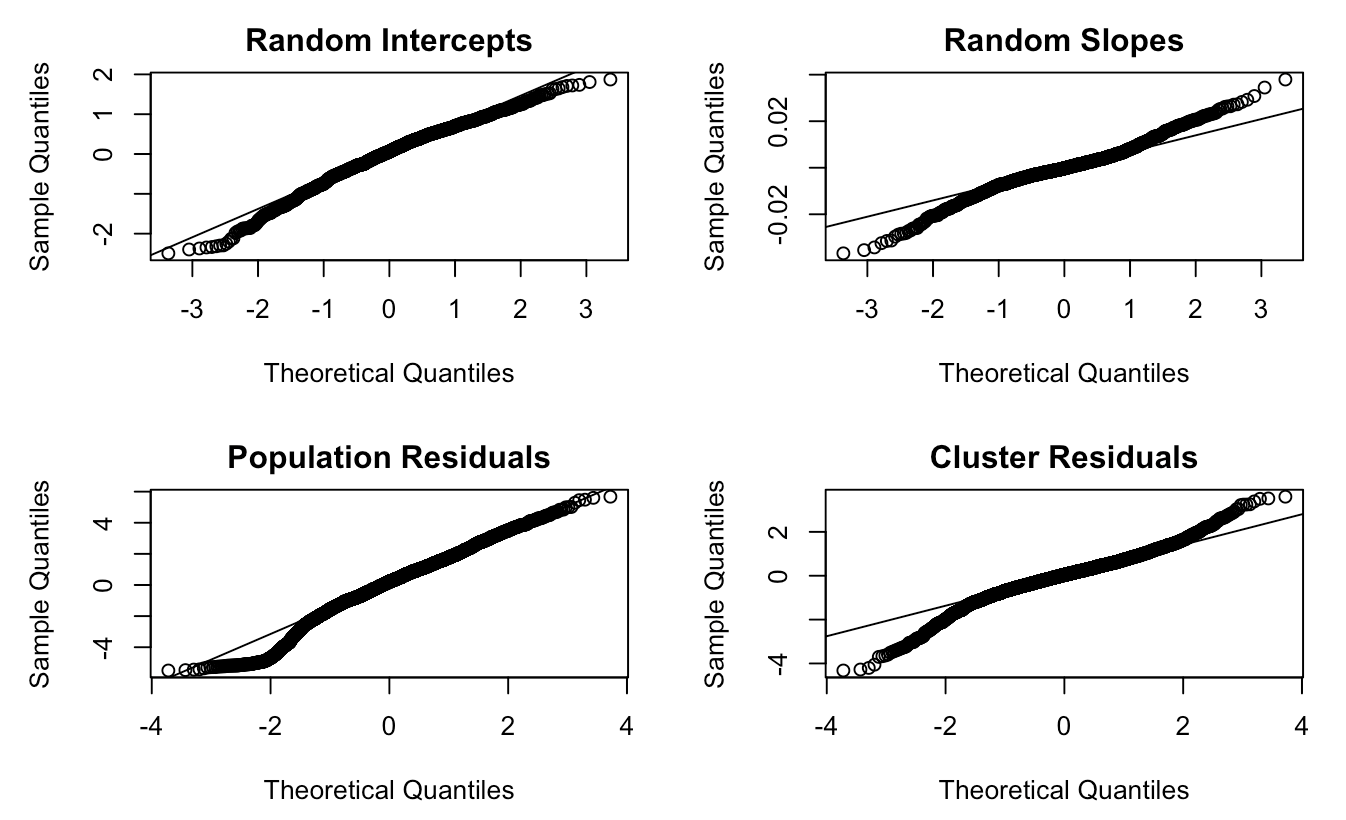 Random Intercepts
Sample Quantiles
2
1
0
-2
-3 -2 -1 0 1 2 3
Theoretical Quantiles
Random Slopes
Sample Quantiles
0.02
-0.02
-3 -2 -1 0 1 2 3
Theoretical Quantiles
Population Residuals
Sample Quantiles
4
0
-4
-4 -2 0 2 4
Theoretical Quantiles
Cluster Residuals
Sample Quantiles
2
0
-4
-4 -2 0 2 4
Theoretical Quantiles